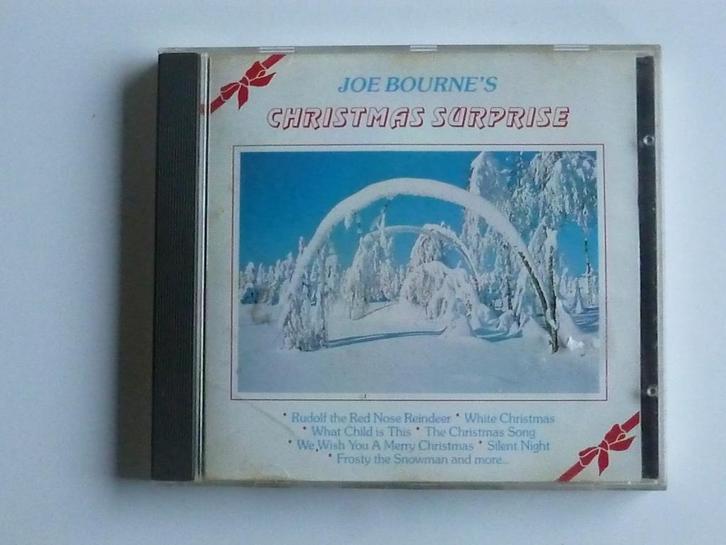 JOE BOURNE'S
CHRISTMAS SURPRISE
* Rudolf the Red Nose Reindeer * White Christmas
* What Child is This * The Christmas Song
* We Wish You A Merry Christmas * Silent Night
* Frosty the Snowman and more...